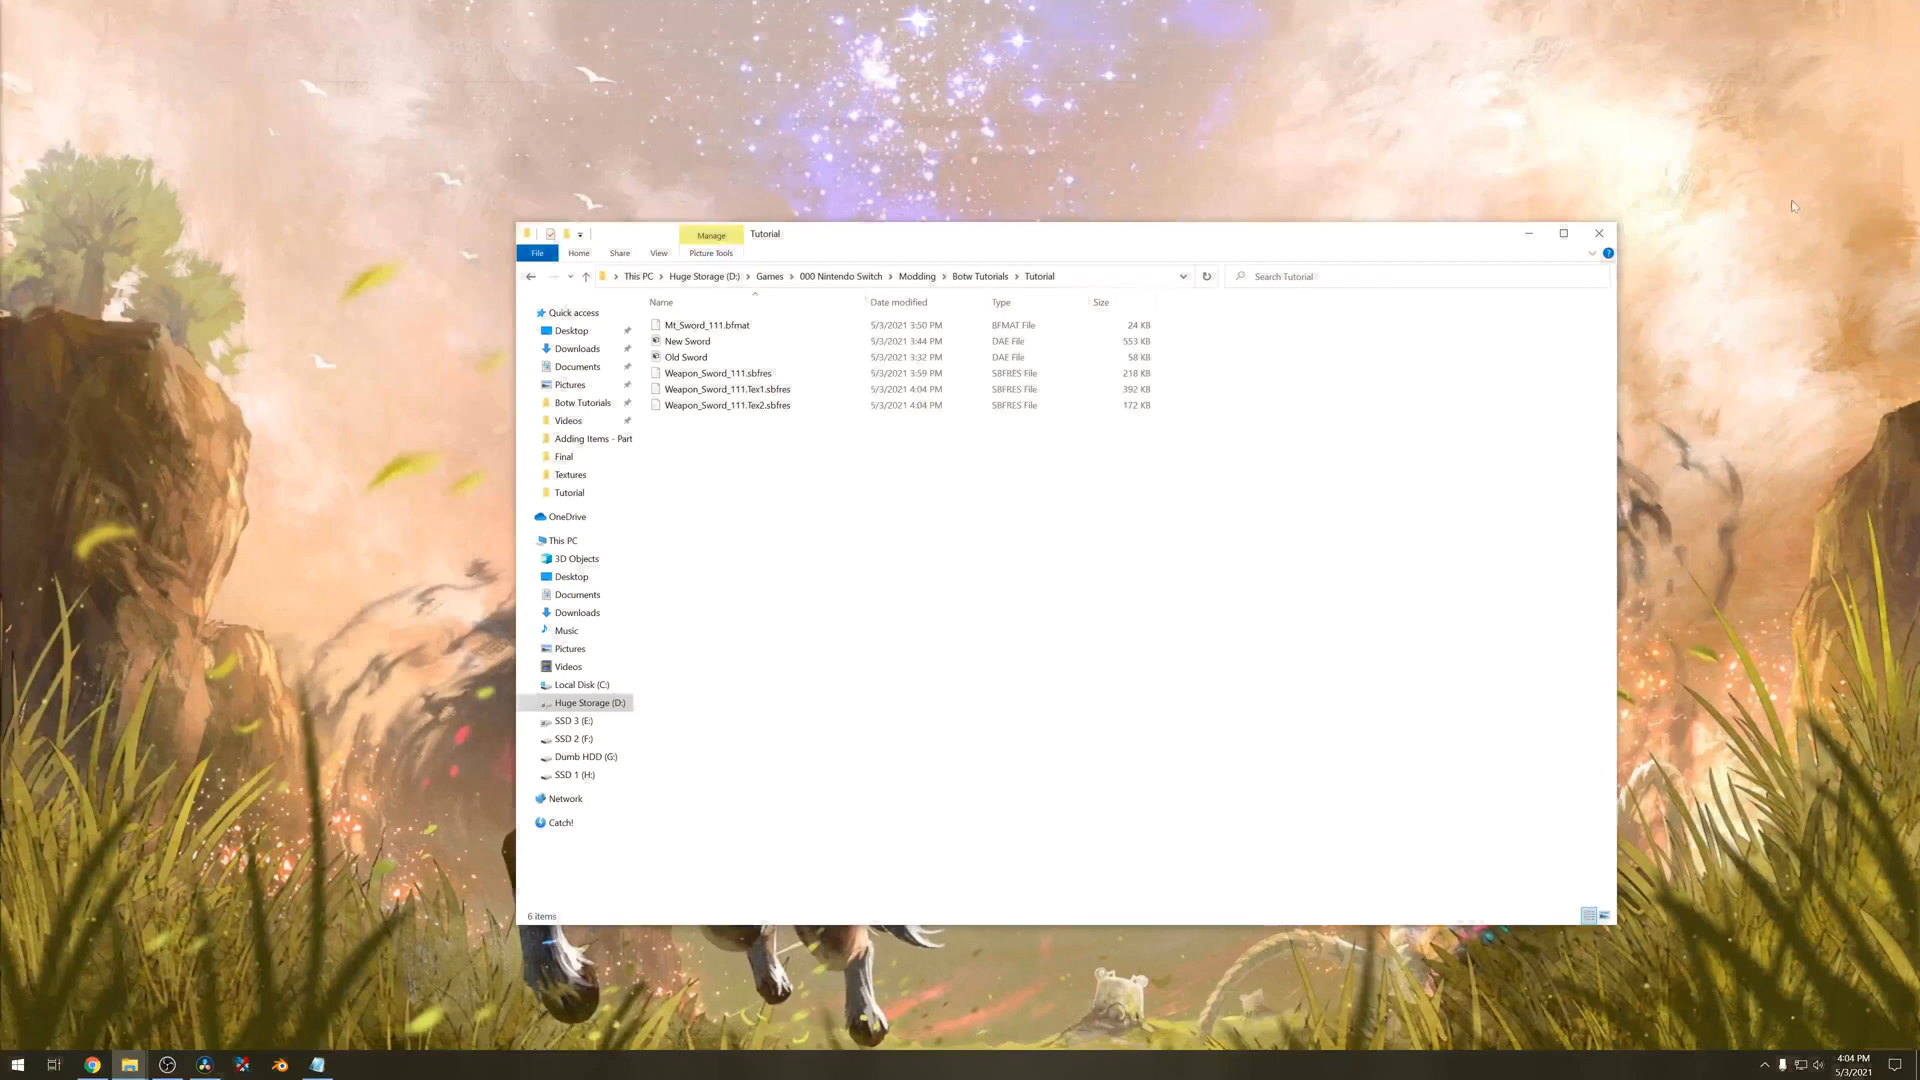 Manage
Tutorial
File
Home
Share
View
Picture Tools
This PC
Huge Storage (D:)
Games
000 Nintendo Switch
Modding
Botw Tutorials
Tutorial
Search Tutorial
Name
Date modified
Type
Size
Mt_Sword_111.bfmat 5/3/2021 3:50 PM BFMAT File 24 KB
New Sword 5/3/2021 3:44 PM DAE File 553 KB
Old Sword 5/3/2021 3:32 PM DAE File 58 KB
Weapon_Sword_111.sbfres 5/3/2021 3:59 PM SBFRES File 218 KB
Weapon_Sword_111.Tex1.sbfres 5/3/2021 4:04 PM SBFRES File 392 KB
Weapon_Sword_111.Tex2.sbfres 5/3/2021 4:04 PM SBFRES File 172 KB
Quick access
Desktop
Downloads
Documents
Pictures
Botw Tutorials
Videos
Adding Items - Part
Final
Textures
Tutorial
OneDrive
This PC
3D Objects
Desktop
Documents
Downloads
Music
Pictures
Videos
Local Disk (C:)
Huge Storage (D:)
SSD 3 (E:)
SSD 2 (F:)
Dumb HDD (G:)
SSD 1 (H:)
Network
Catch!
6 items
4:04 PM
5/3/2021